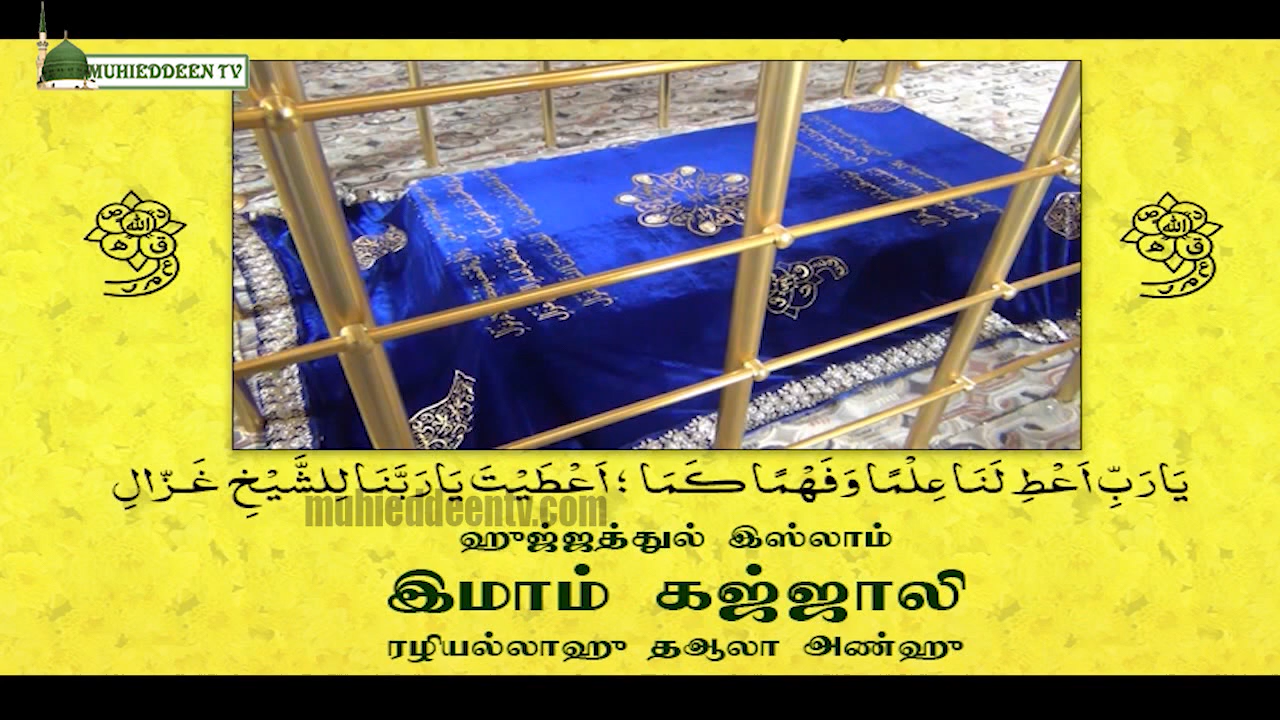 MUHIEDDEEN TV
يَارَبِّ اَعْطِ لَنَا عِلْمًا وَفَهْمًا كَمَا ؛ اَعْطَيْتَ يَارَبَّنَا لِلشَّيْخِ غَزَّالِ
muhieddeentv.com
ஹுஜ்ஜத்துல் இஸ்லாம்
இமாம் கஜ்ஜாலி
ரழியல்லாஹு தஆலா அன்ஹு